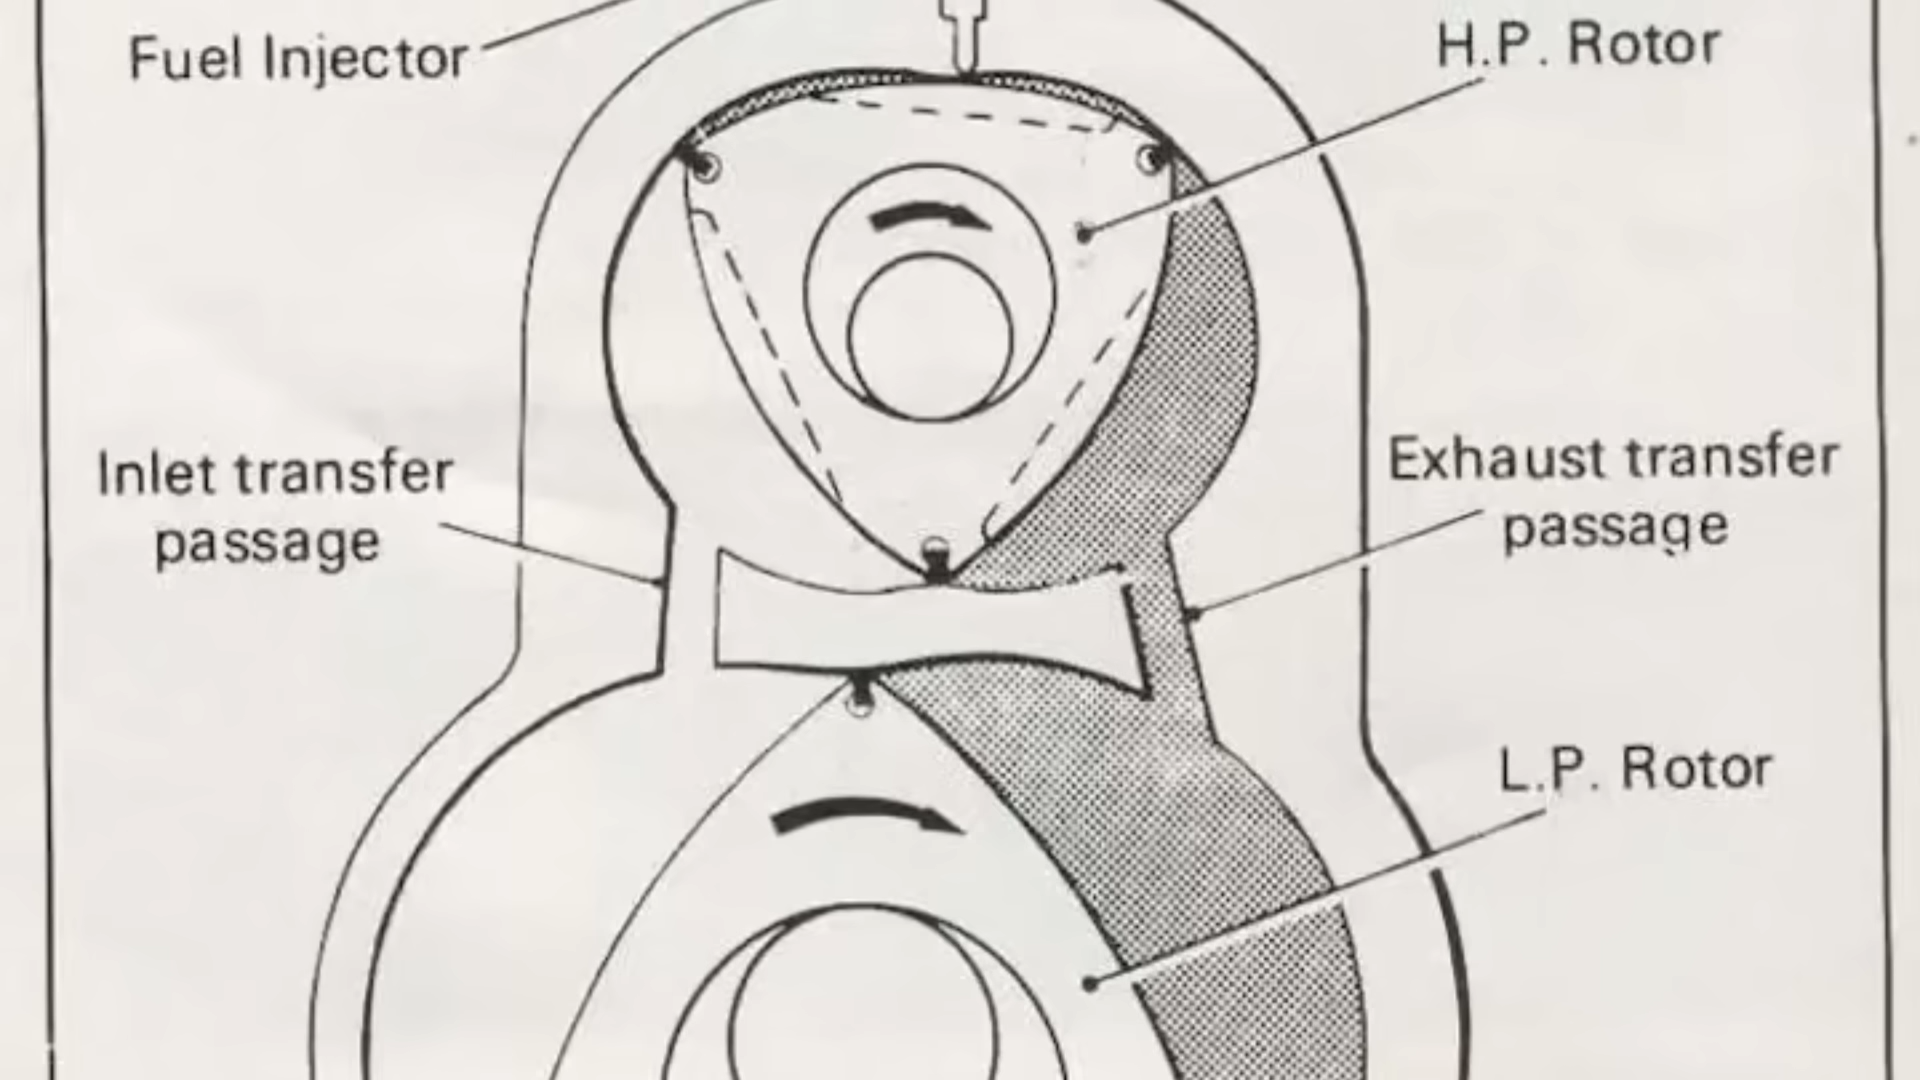 Fuel Injector
H.P. Rotor
Inlet transfer
passage
Exhaust transfer
passage
L.P. Rotor